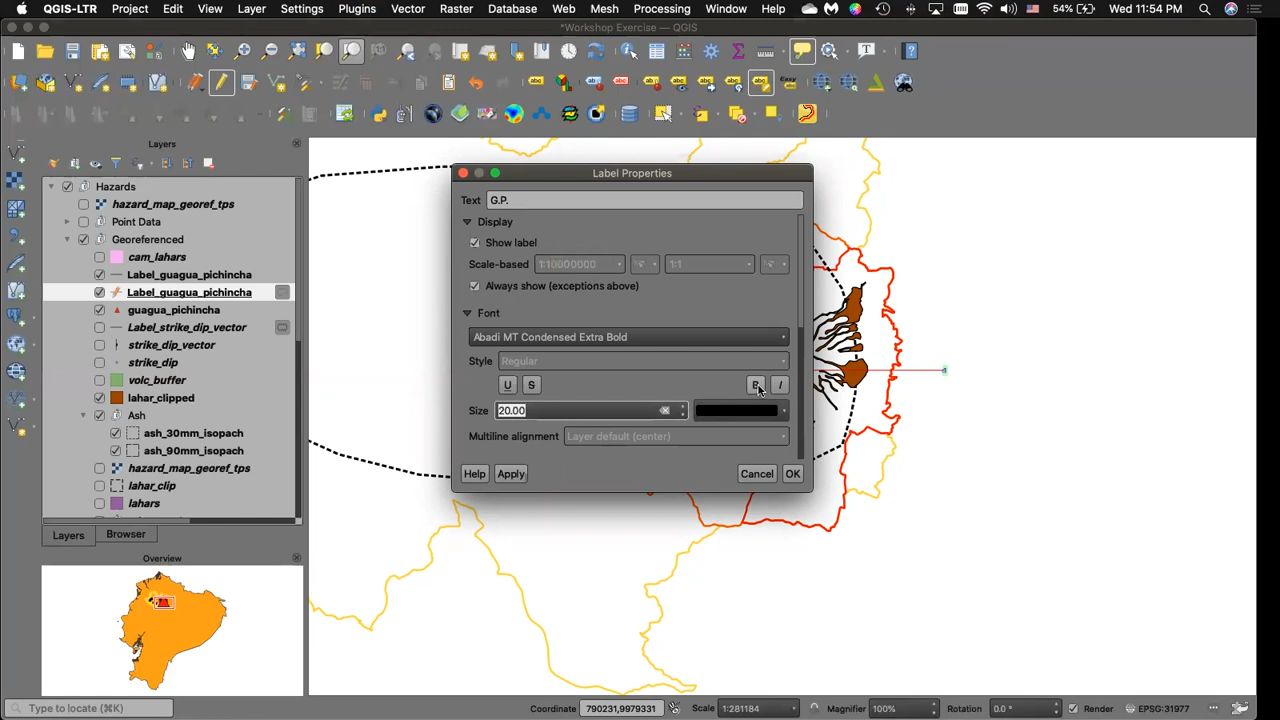 QGIS-LTR Project Edit View Layer Settings Plugins Vector Raster Database Web Mesh Processing Window Help 54% Wed 11:54 PM
*Workshop Exercise — QGIS
Layers
Hazards
hazard_map_georef_tps
Point Data
Georeferenced
cam_lahars
Label_guagua_pichincha
Label_guagua_pichincha
guagua_pichincha
Label_strike_dip_vector
strike_dip_vector
strike_dip
volc_buffer
lahar_clipped
Ash
ash_30mm_isopach
ash_90mm_isopach
hazard_map_georef_tps
lahar_clip
lahars
Layers Browser
Overview
Label Properties
Text G.P.
Display
Show label
Scale-based 1:10000000 1:1
Always show (exceptions above)
Font
Abadi MT Condensed Extra Bold
Style Regular
U S B I
Size 20.00
Multiline alignment Layer default (center)
Help Apply Cancel OK
Type to locate (⌘K) Coordinate 790231,9979331 Scale 1:281184 Magnifier 100% Rotation 0.0 ° Render EPSG:31977